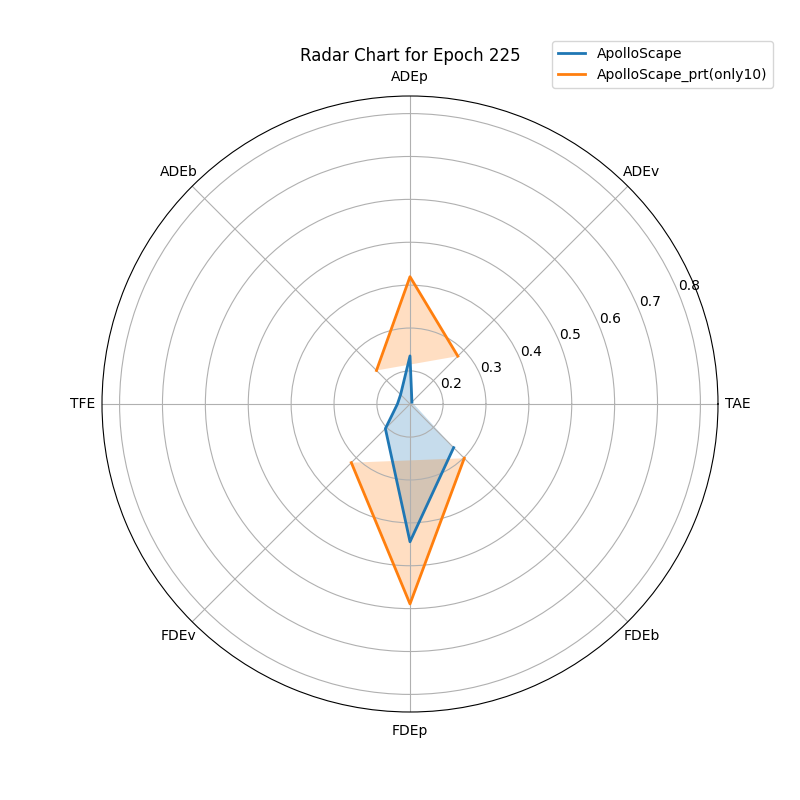 Radar Chart for Epoch 225
ApolloScape
ApolloScape_prt(only10)
ADEp
ADEb
ADEv
0.8
0.7
0.6
0.5
0.4
0.3
0.2
TFE
TAE
FDEv
FDEb
FDEp